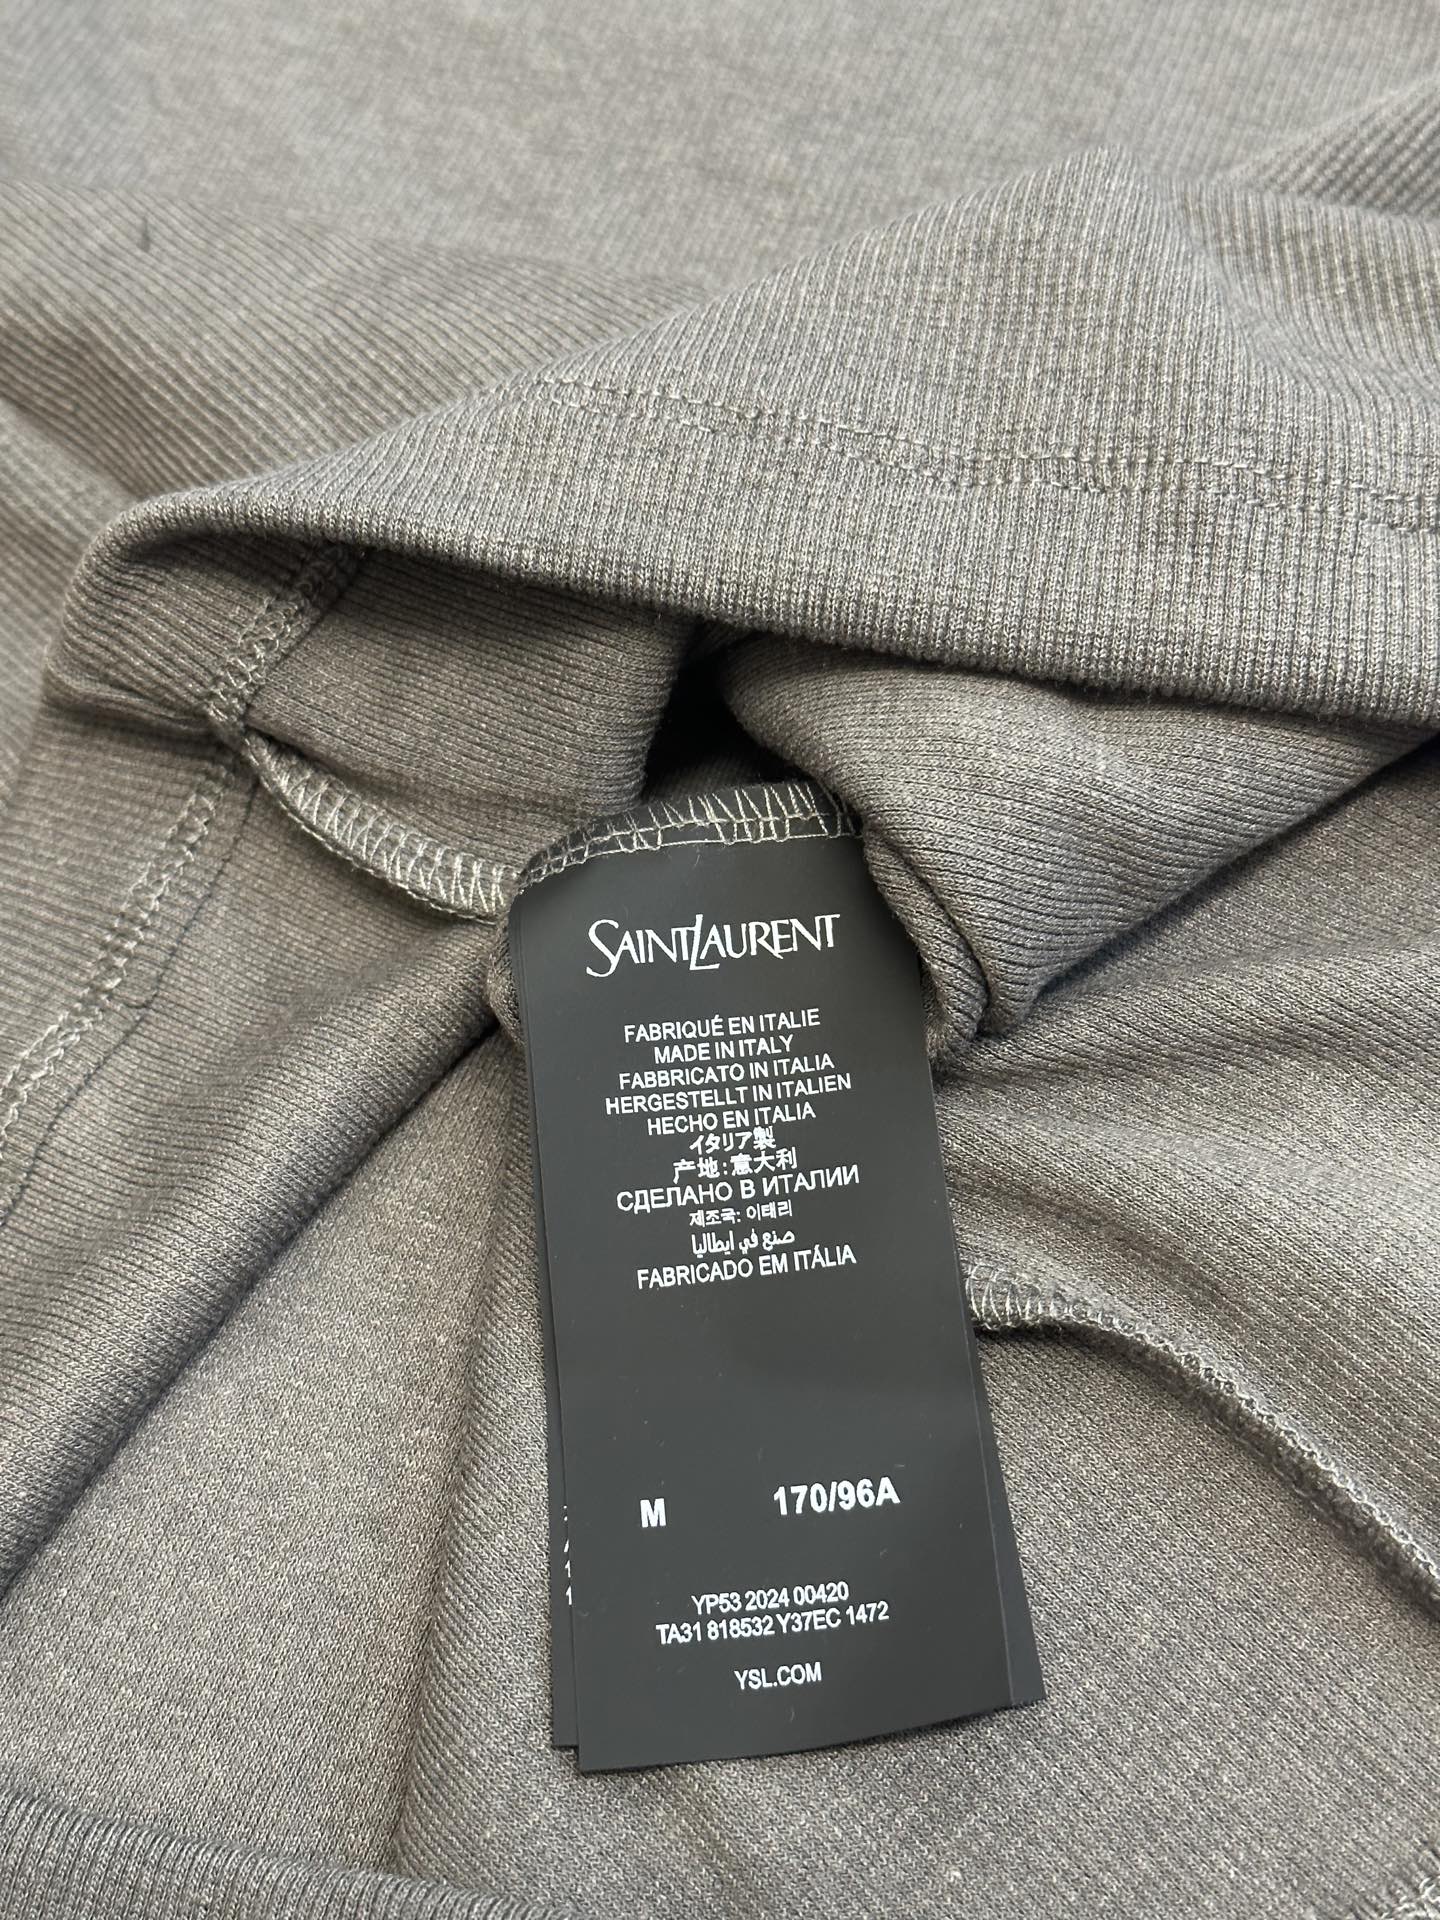 SAINT LAURENT
FABRIQUÉ EN ITALIE
MADE IN ITALY
FABBRICATO IN ITALIA
HERGESTELLT IN ITALIEN
HECHO EN ITALIA
イタリア製
产地:意大利
СДЕЛАНО В ИТАЛИИ
제조국: 이태리
صنع في ايطاليا
FABRICADO EM ITÁLIA
M 170/96A
YP53 2024 00420
TA31 818532 Y37EC 1472
YSL.COM